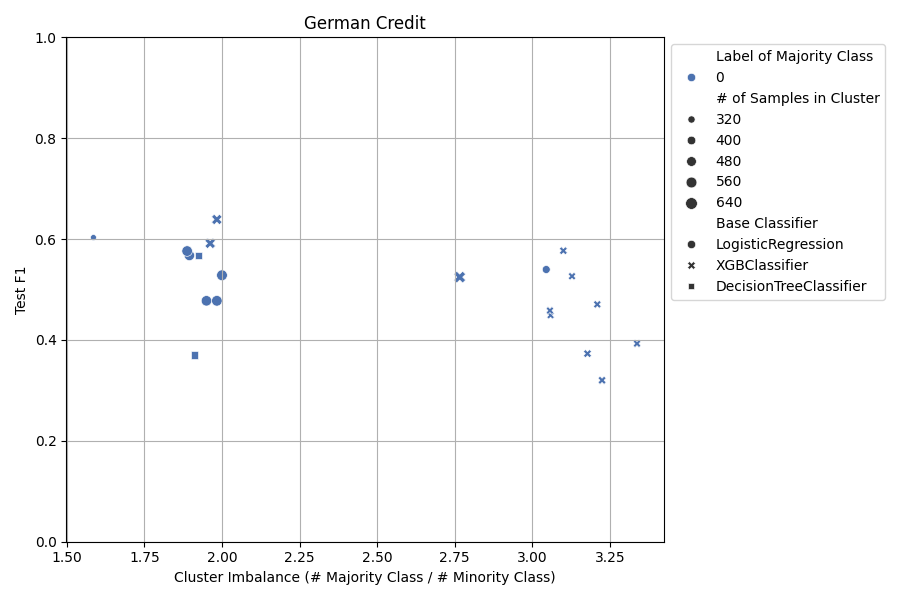 German Credit
Test F1
1.0
0.8
0.6
0.4
0.2
0.0
1.50 1.75 2.00 2.25 2.50 2.75 3.00 3.25
Cluster Imbalance (# Majority Class / # Minority Class)
Label of Majority Class
0
# of Samples in Cluster
320
400
480
560
640
Base Classifier
LogisticRegression
XGBClassifier
DecisionTreeClassifier